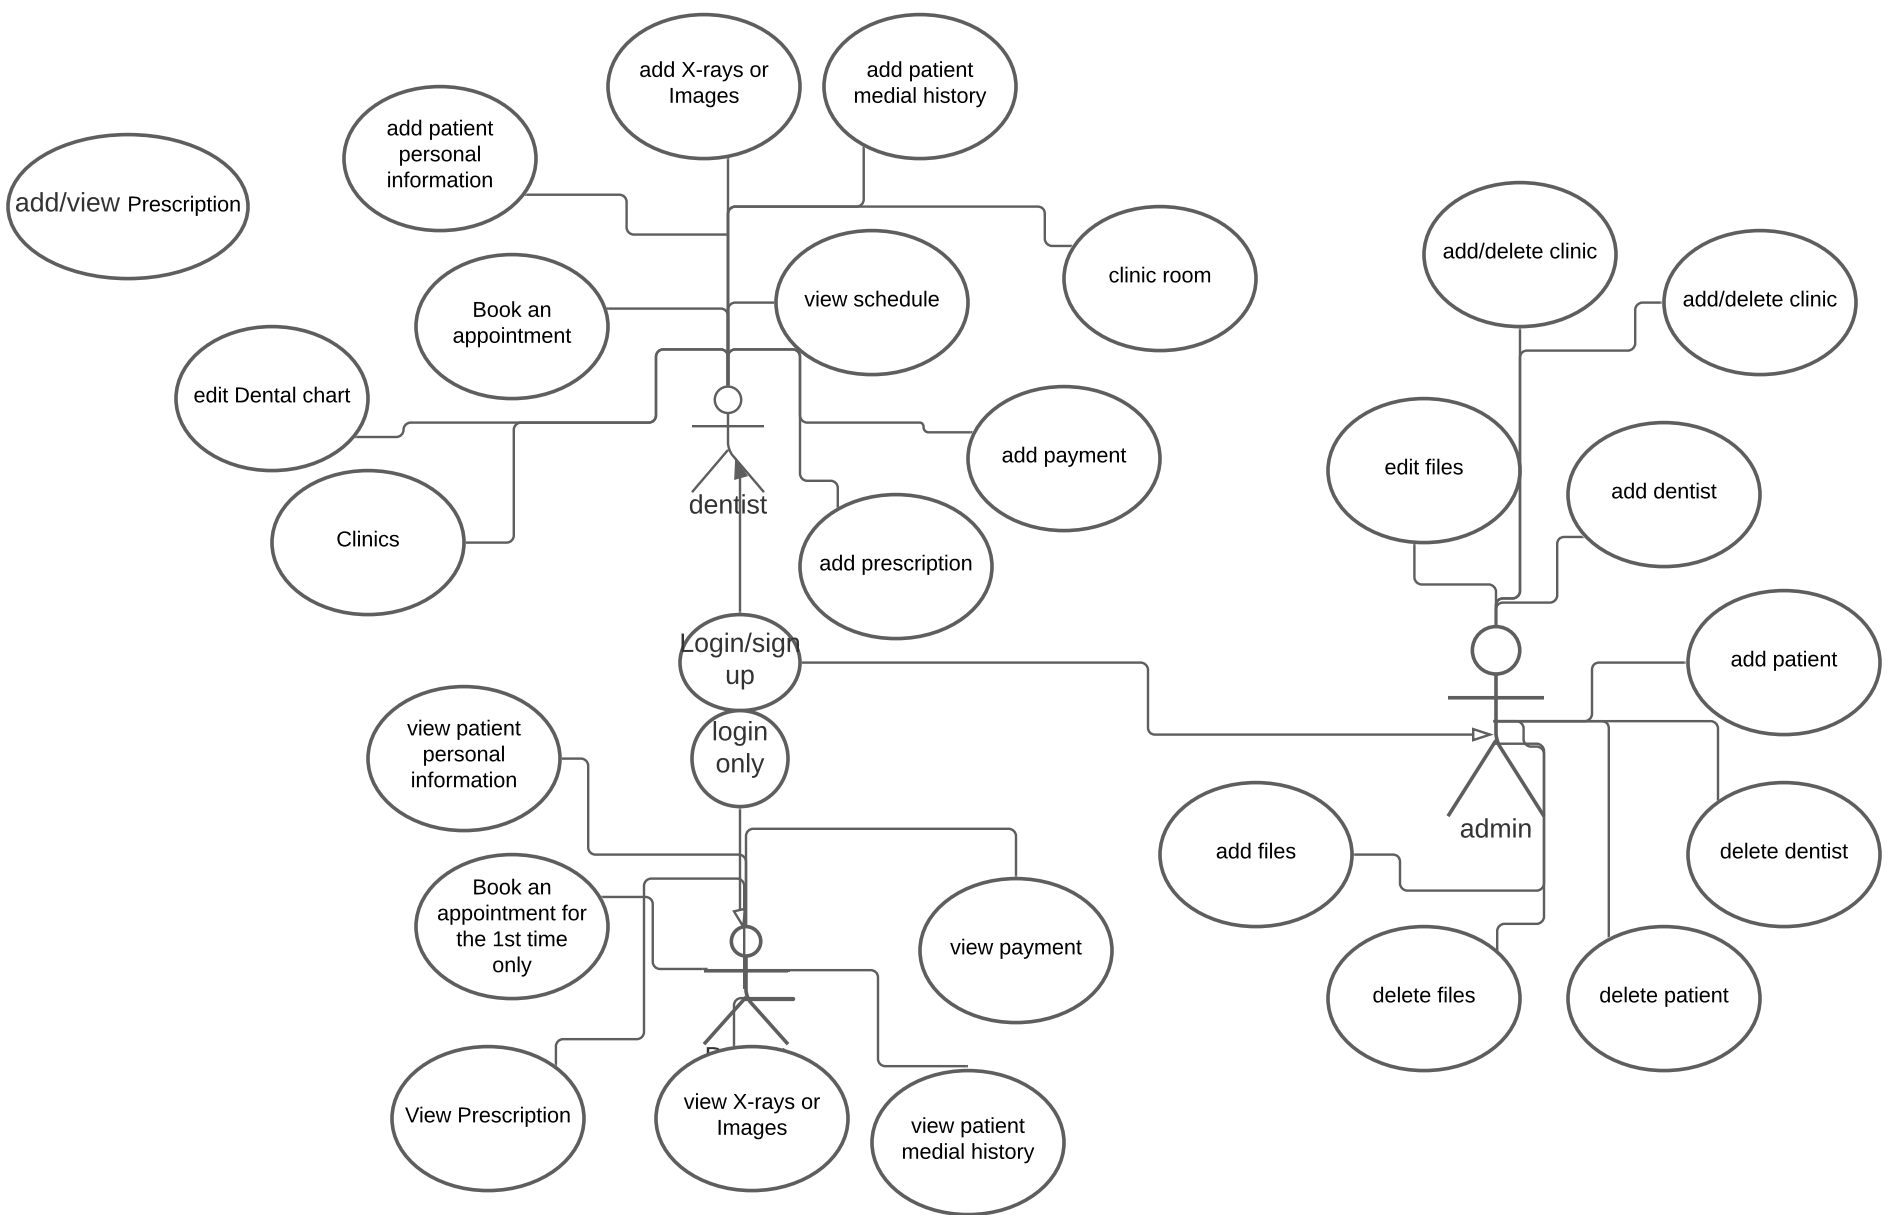 add X-rays or
Images
add patient
medial history
add patient
personal
information
add/view Prescription
add/delete clinic
add/delete clinic
clinic room
view schedule
Book an
appointment
edit Dental chart
add payment
edit files
add dentist
dentist
Clinics
add prescription
Login/sign
up
add patient
login
only
view patient
personal
information
admin
add files
delete dentist
Book an
appointment for
the 1st time
only
view payment
delete files
delete patient
View Prescription
view X-rays or
Images
view patient
medial history